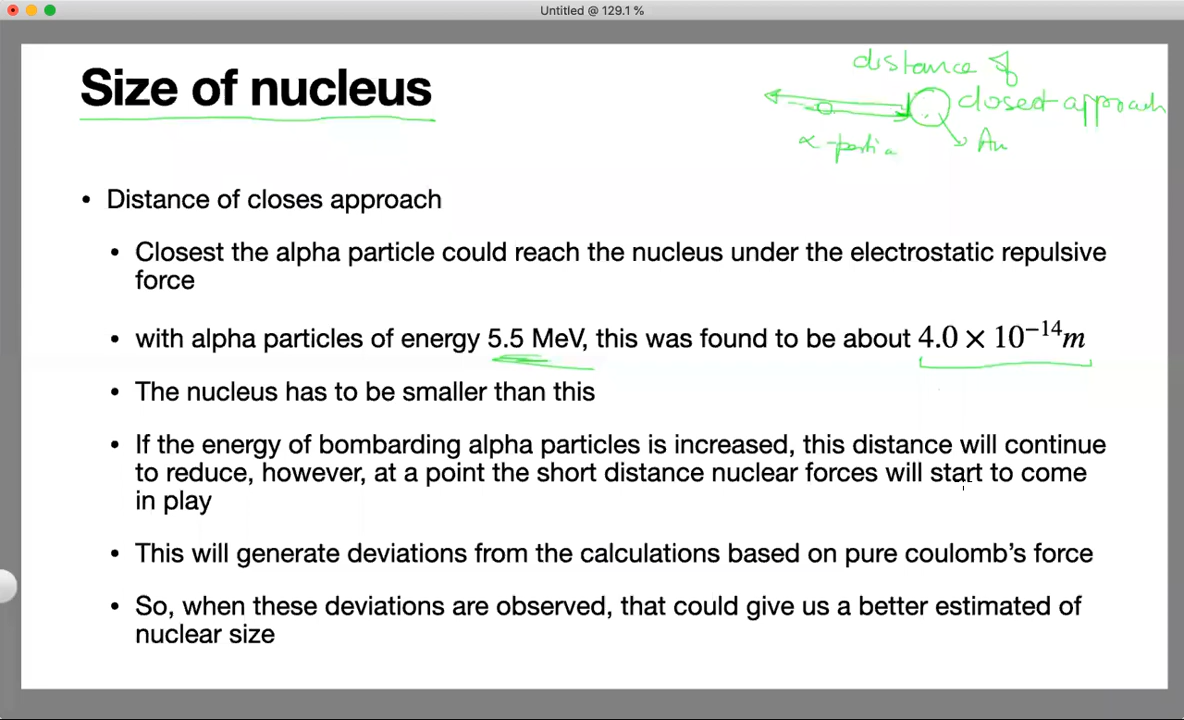 Untitled @ 129.1 %
Size of nucleus
distance of
closest approach
α-partic
Au
• Distance of closes approach
• Closest the alpha particle could reach the nucleus under the electrostatic repulsive
force
• with alpha particles of energy 5.5 MeV, this was found to be about 4.0 × 10⁻¹⁴m
• The nucleus has to be smaller than this
• If the energy of bombarding alpha particles is increased, this distance will continue
to reduce, however, at a point the short distance nuclear forces will start to come
in play
• This will generate deviations from the calculations based on pure coulomb's force
• So, when these deviations are observed, that could give us a better estimated of
nuclear size